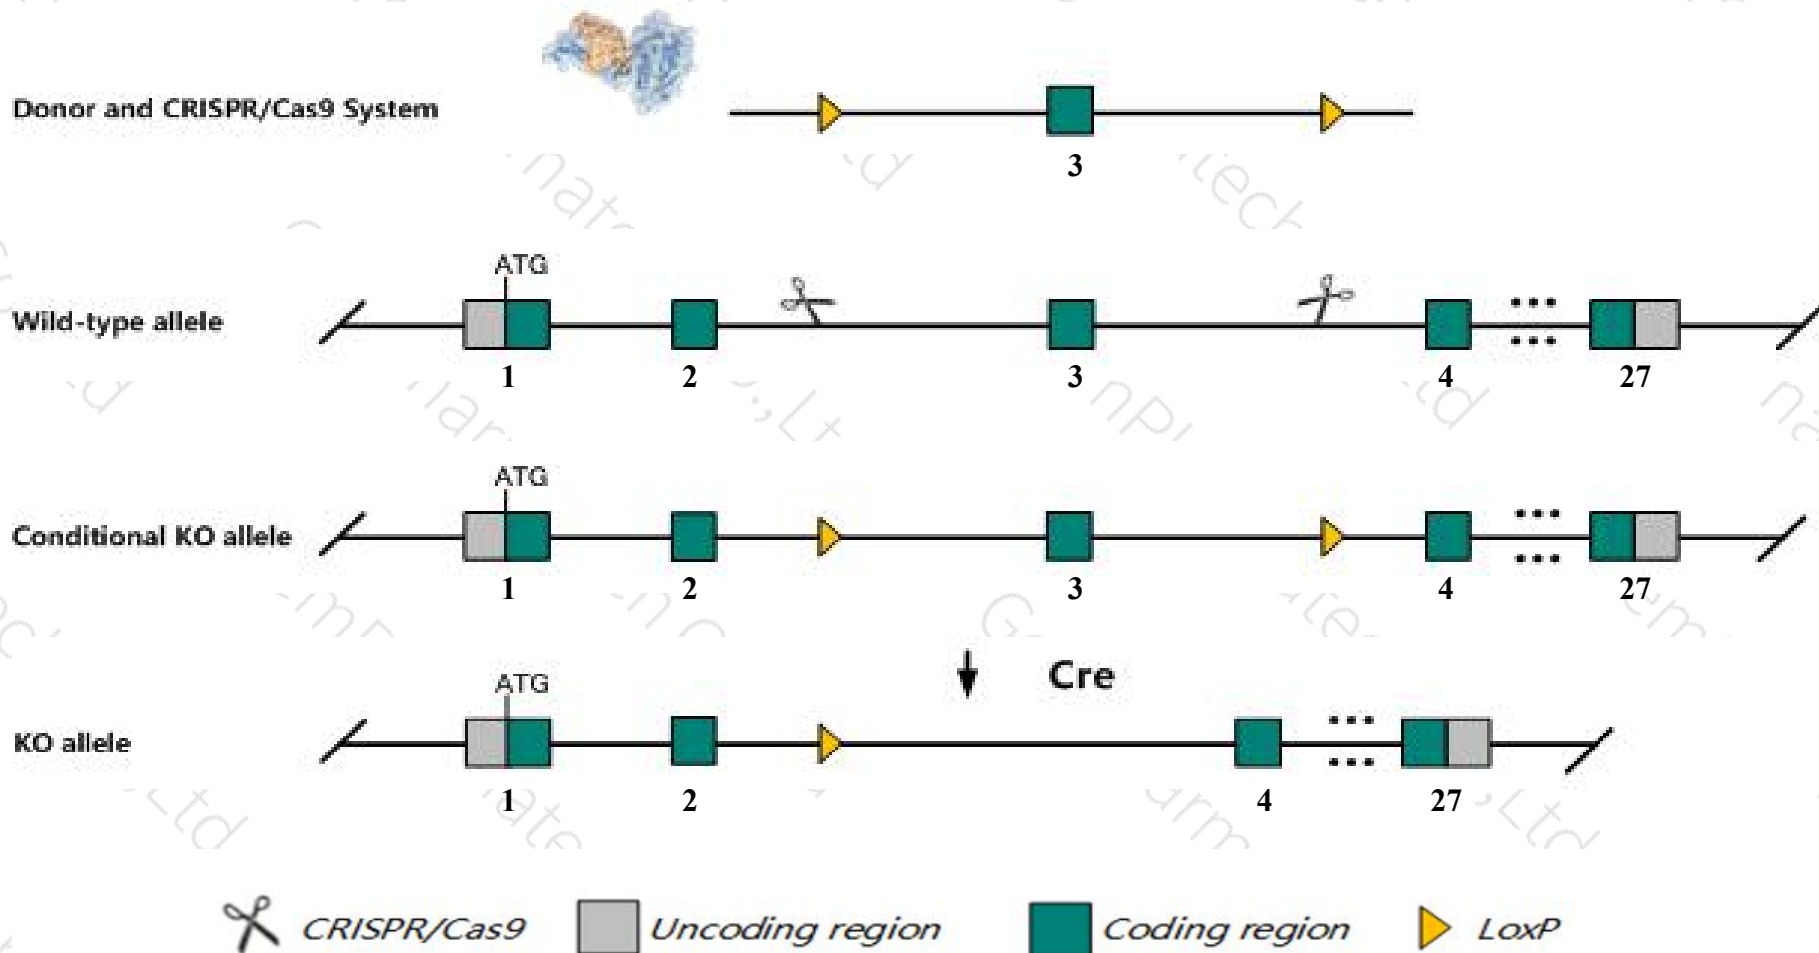 Donor and CRISPR/Cas9 System
3
ATG
Wild-type allele
1 2 3 4 27
ATG
Conditional KO allele
1 2 3 4 27
Cre
ATG
KO allele
1 2 4 27
CRISPR/Cas9 Uncoding region Coding region LoxP